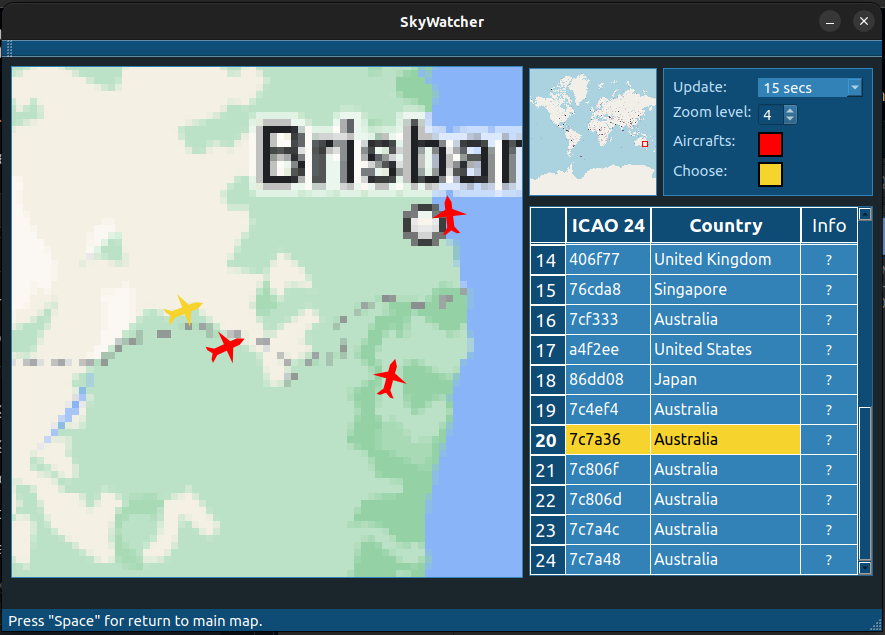 SkyWatcher
Brisban
Update: 15 secs
Zoom level: 4
Aircrafts:
Choose:
ICAO 24 Country Info
14 406f77 United Kingdom ?
15 76cda8 Singapore ?
16 7cf333 Australia ?
17 a4f2ee United States ?
18 86dd08 Japan ?
19 7c4ef4 Australia ?
20 7c7a36 Australia ?
21 7c806f Australia ?
22 7c806d Australia ?
23 7c7a4c Australia ?
24 7c7a48 Australia ?
Press "Space" for return to main map.